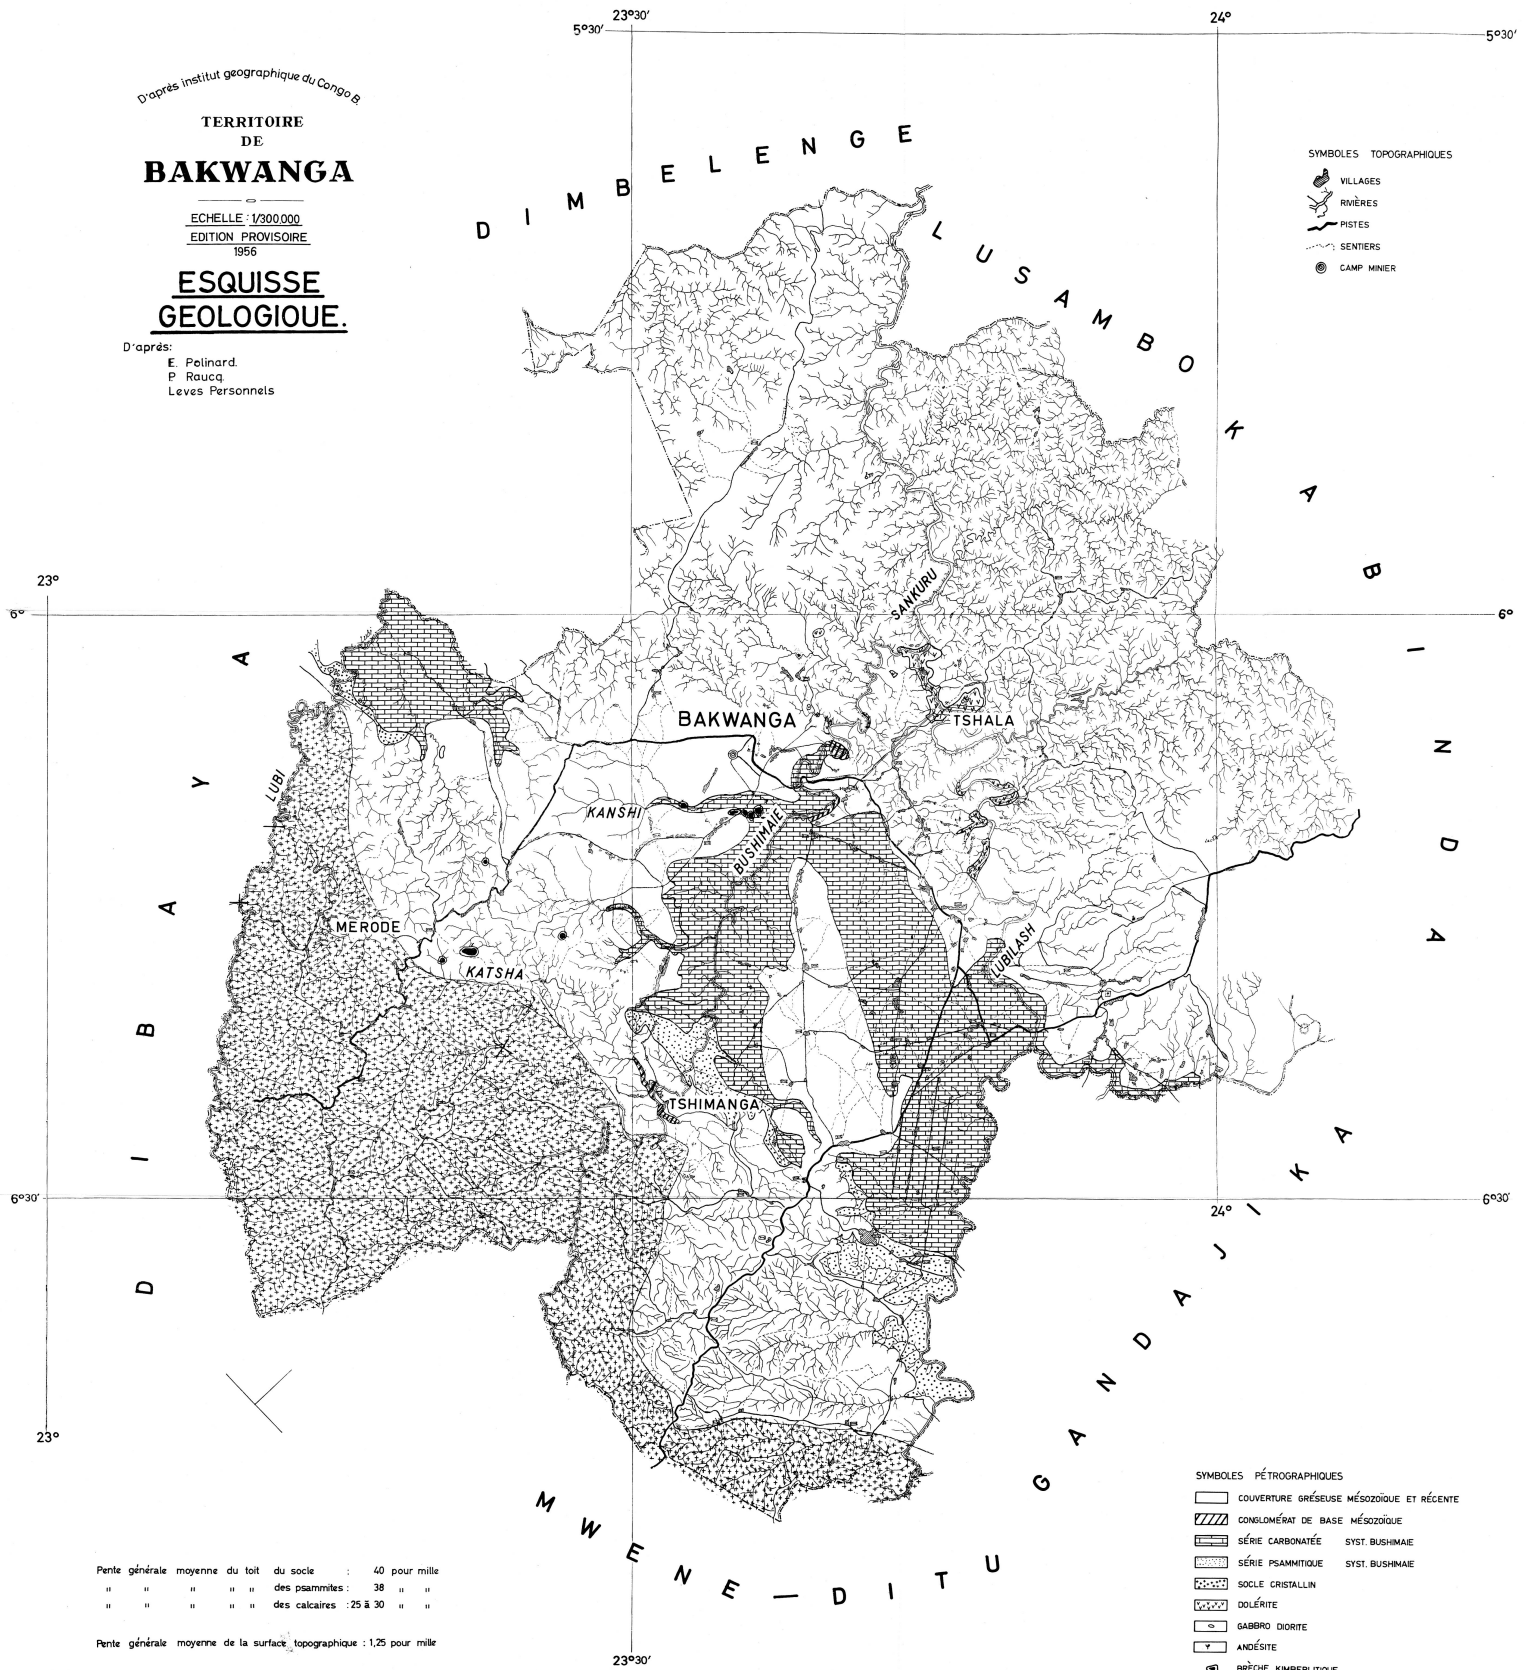 23°30'
24°
5°30'
5°30'
D'après institut geographique du Congo B.
TERRITOIRE
DE
BAKWANGA
ECHELLE : 1/300,000
EDITION PROVISOIRE
1956
ESQUISSE
GEOLOGIOUE.
D'aprés:
E. Polinard.
P. Raucq.
Leves Personnels
SYMBOLES TOPOGRAPHIQUES
VILLAGES
RIVIÈRES
PISTES
SENTIERS
CAMP MINIER
DIMBELENGE
LUSAMBO
KABINDA
23°
6°
6°
SANKURU
BAKWANGA
TSHALA
LUBI
KANSHI
BUSHIMAIE
MERODE
KATSHA
LUBILASH
TSHIMANGA
DIBAYA
6°30'
6°30'
24°
23°
GANDAJIKA
MWENE-DITU
SYMBOLES PÉTROGRAPHIQUES
COUVERTURE GRÉSEUSE MÉSOZOÏQUE ET RÉCENTE
CONGLOMÉRAT DE BASE MÉSOZOÏQUE
SÉRIE CARBONATÉE SYST. BUSHIMAIE
SÉRIE PSAMMITIQUE SYST. BUSHIMAIE
SOCLE CRISTALLIN
DOLÉRITE
GABBRO DIORITE
ANDÉSITE
BRÈCHE KIMBERLITIQUE
Pente générale moyenne du toit du socle : 40 pour mille
" " " " " des psammites : 38 " "
" " " " " des calcaires : 25 à 30 " "
Pente générale moyenne de la surface topographique : 1,25 pour mille
23°30'